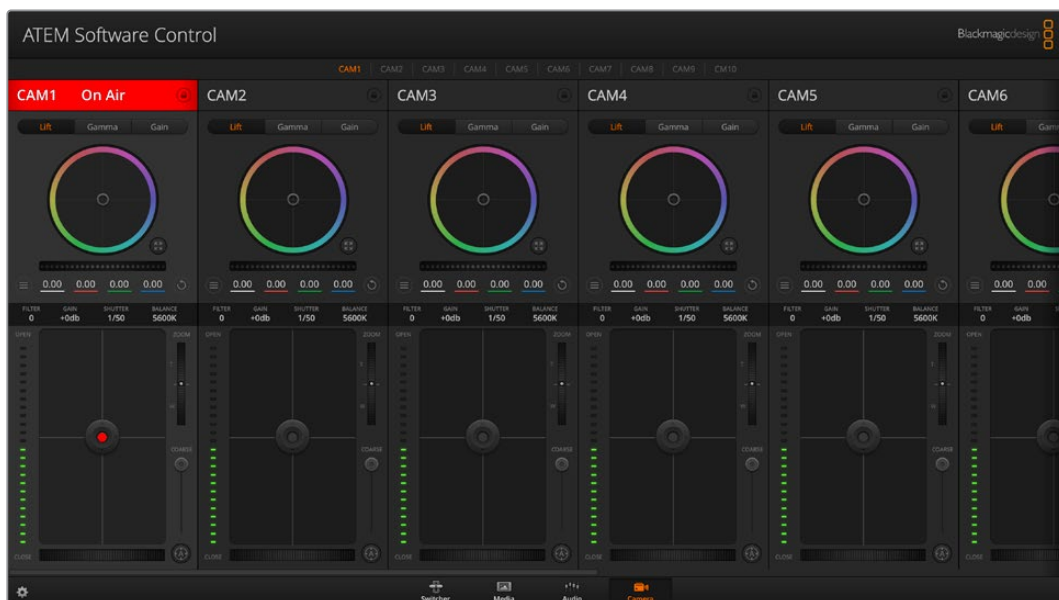 ATEM Software Control
Blackmagicdesign
CAM1 CAM2 CAM3 CAM4 CAM5 CAM6 CAM7 CAM8 CAM9 CM10
CAM1 On Air CAM2 CAM3 CAM4 CAM5 CAM6
Lift Gamma Gain Lift Gamma Gain Lift Gamma Gain Lift Gamma Gain Lift Gamma Gain Lift
0.00 0.00 0.00 0.00 0.00 0.00 0.00 0.00 0.00 0.00 0.00 0.00 0.00 0.00 0.00 0.00 0.00 0.00 0.00 0.00 0.00 0.00
FILTER GAIN SHUTTER BALANCE FILTER GAIN SHUTTER BALANCE FILTER GAIN SHUTTER BALANCE FILTER GAIN SHUTTER BALANCE FILTER GAIN SHUTTER BALANCE FILTER GAIN
0 +0db 1/50 5600K 0 +0db 1/50 5600K 0 +0db 1/50 5600K 0 +0db 1/50 5600K 0 +0db 1/50 5600K 0 +0db
OPEN ZOOM OPEN ZOOM OPEN ZOOM OPEN ZOOM OPEN ZOOM OPEN
T T T T T
W W W W W
COARSE COARSE COARSE COARSE COARSE
CLOSE CLOSE CLOSE CLOSE CLOSE CLOSE
Switcher Media Audio Camera